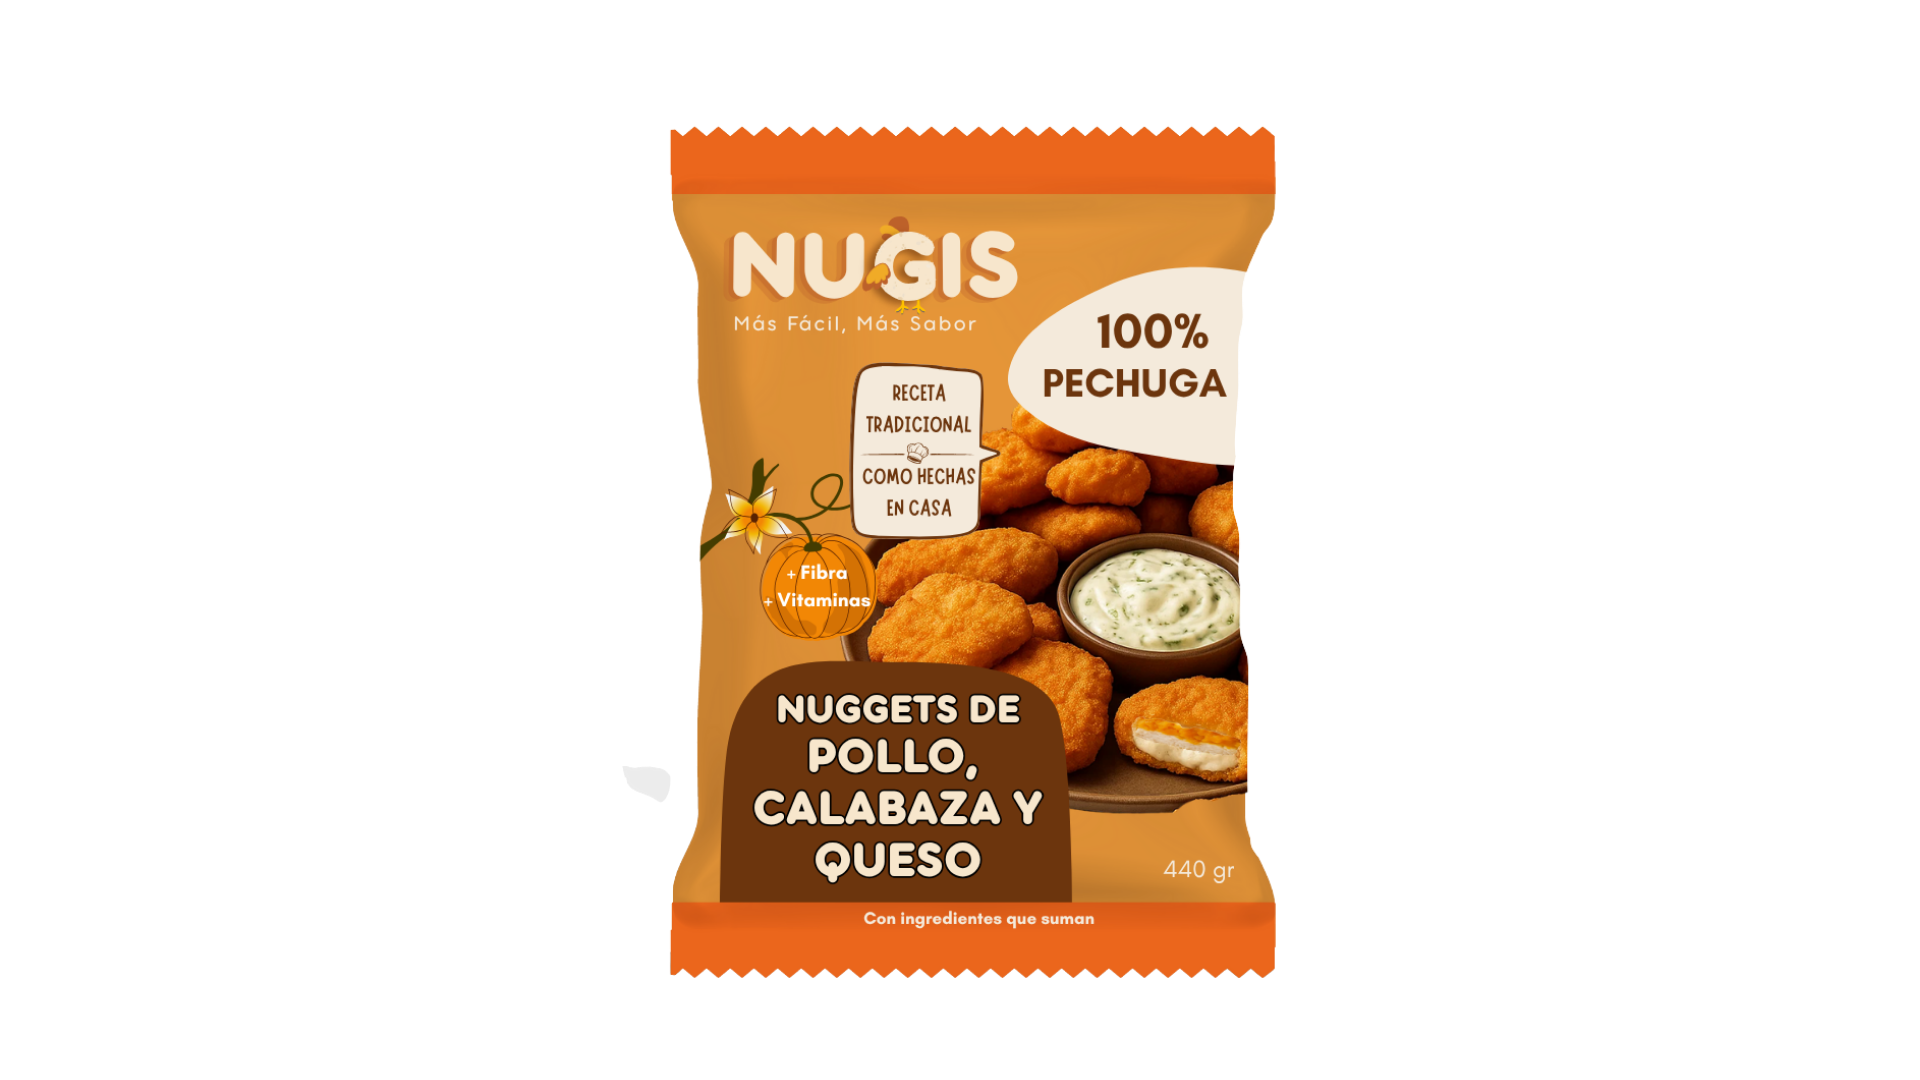 NUGIS
Más Fácil, Más Sabor
100%
PECHUGA
RECETA
TRADICIONAL
COMO HECHAS
EN CASA
+ Fibra
+ Vitaminas
NUGGETS DE
POLLO,
CALABAZA Y
QUESO
440 gr
Con ingredientes que suman